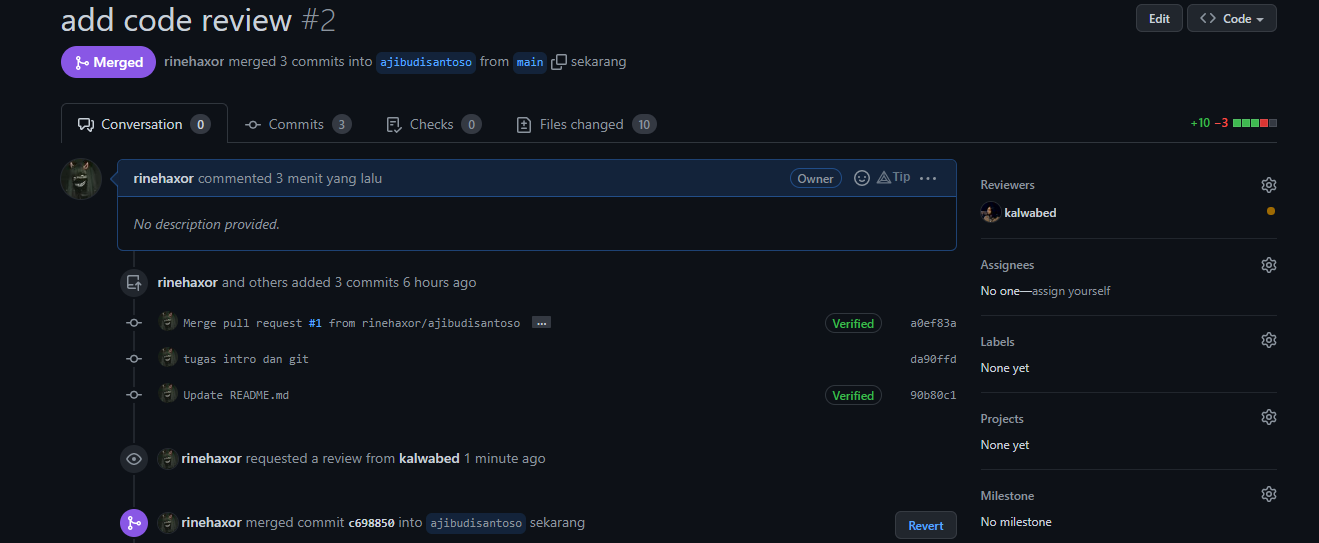 add code review #2
Edit
Code
Merged
rinehaxor merged 3 commits into ajibudisantoso from main sekarang
Conversation 0
Commits 3
Checks 0
Files changed 10
+10 −3
rinehaxor commented 3 menit yang lalu
Owner
Tip
No description provided.
Reviewers
kalwabed
rinehaxor and others added 3 commits 6 hours ago
Assignees
No one—assign yourself
Merge pull request #1 from rinehaxor/ajibudisantoso ...
Verified
a0ef83a
tugas intro dan git
da90ffd
Labels
None yet
Update README.md
Verified
90b80c1
Projects
None yet
rinehaxor requested a review from kalwabed 1 minute ago
Milestone
No milestone
rinehaxor merged commit c698850 into ajibudisantoso sekarang
Revert